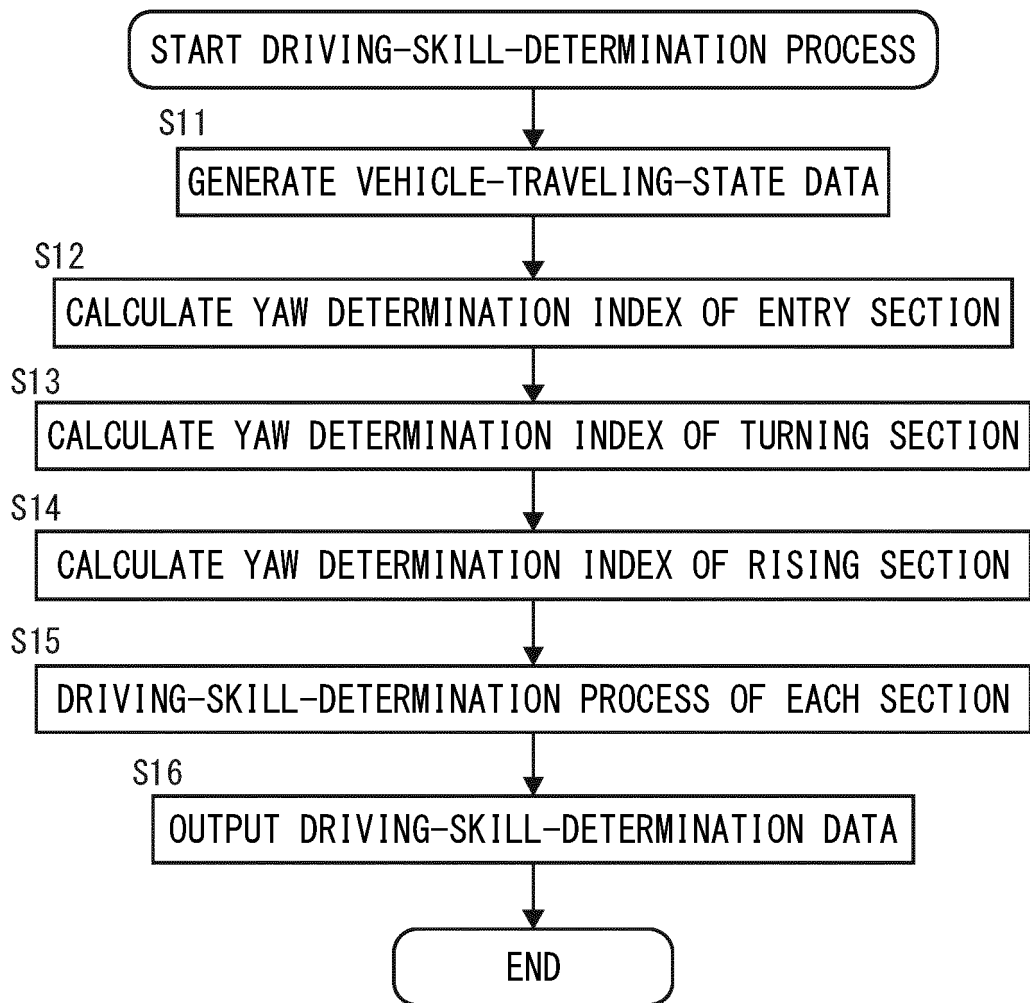 START DRIVING-SKILL-DETERMINATION PROCESS
S11
GENERATE VEHICLE-TRAVELING-STATE DATA
S12
CALCULATE YAW DETERMINATION INDEX OF ENTRY SECTION
S13
CALCULATE YAW DETERMINATION INDEX OF TURNING SECTION
S14
CALCULATE YAW DETERMINATION INDEX OF RISING SECTION
S15
DRIVING-SKILL-DETERMINATION PROCESS OF EACH SECTION
S16
OUTPUT DRIVING-SKILL-DETERMINATION DATA
END